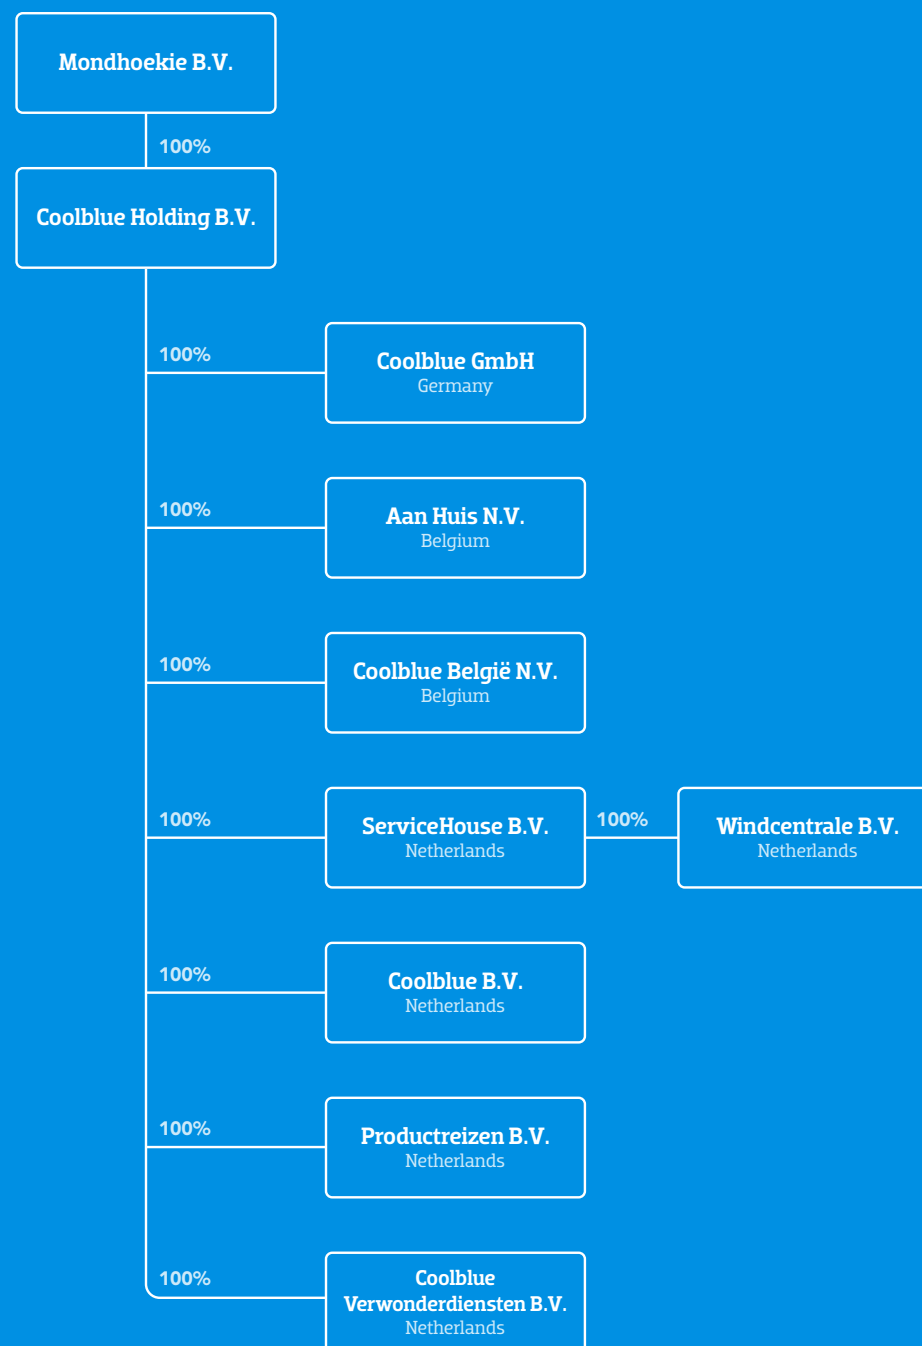 Mondhoekie B.V.
100%
Coolblue Holding B.V.
100%
Coolblue GmbH
Germany
100%
Aan Huis N.V.
Belgium
100%
Coolblue België N.V.
Belgium
100%
ServiceHouse B.V.
Netherlands
100%
Windcentrale B.V.
Netherlands
100%
Coolblue B.V.
Netherlands
100%
Productreizen B.V.
Netherlands
100%
Coolblue
Verwonderdiensten B.V.
Netherlands